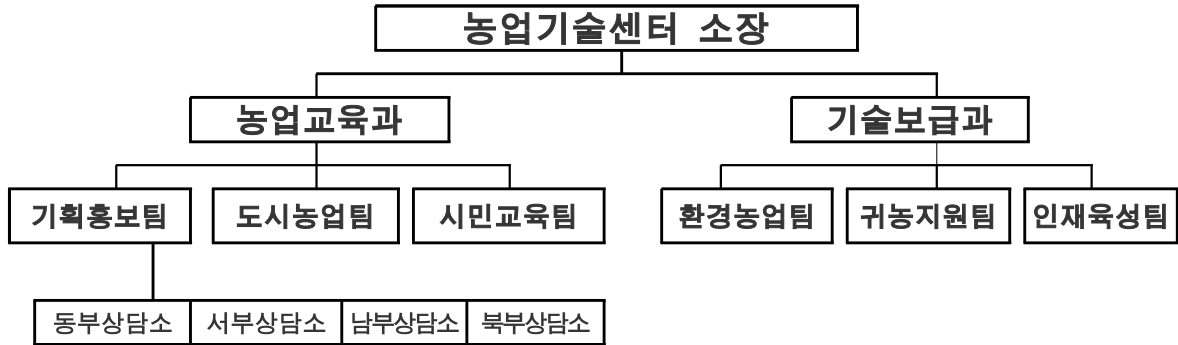 농업기술센터 소장
농업교육과 기술보급과
기획홍보팀 도시농업팀 시민교육팀 환경농업팀 귀농지원팀 인재육성팀
동부상담소 서부상담소 남부상담소 북부상담소